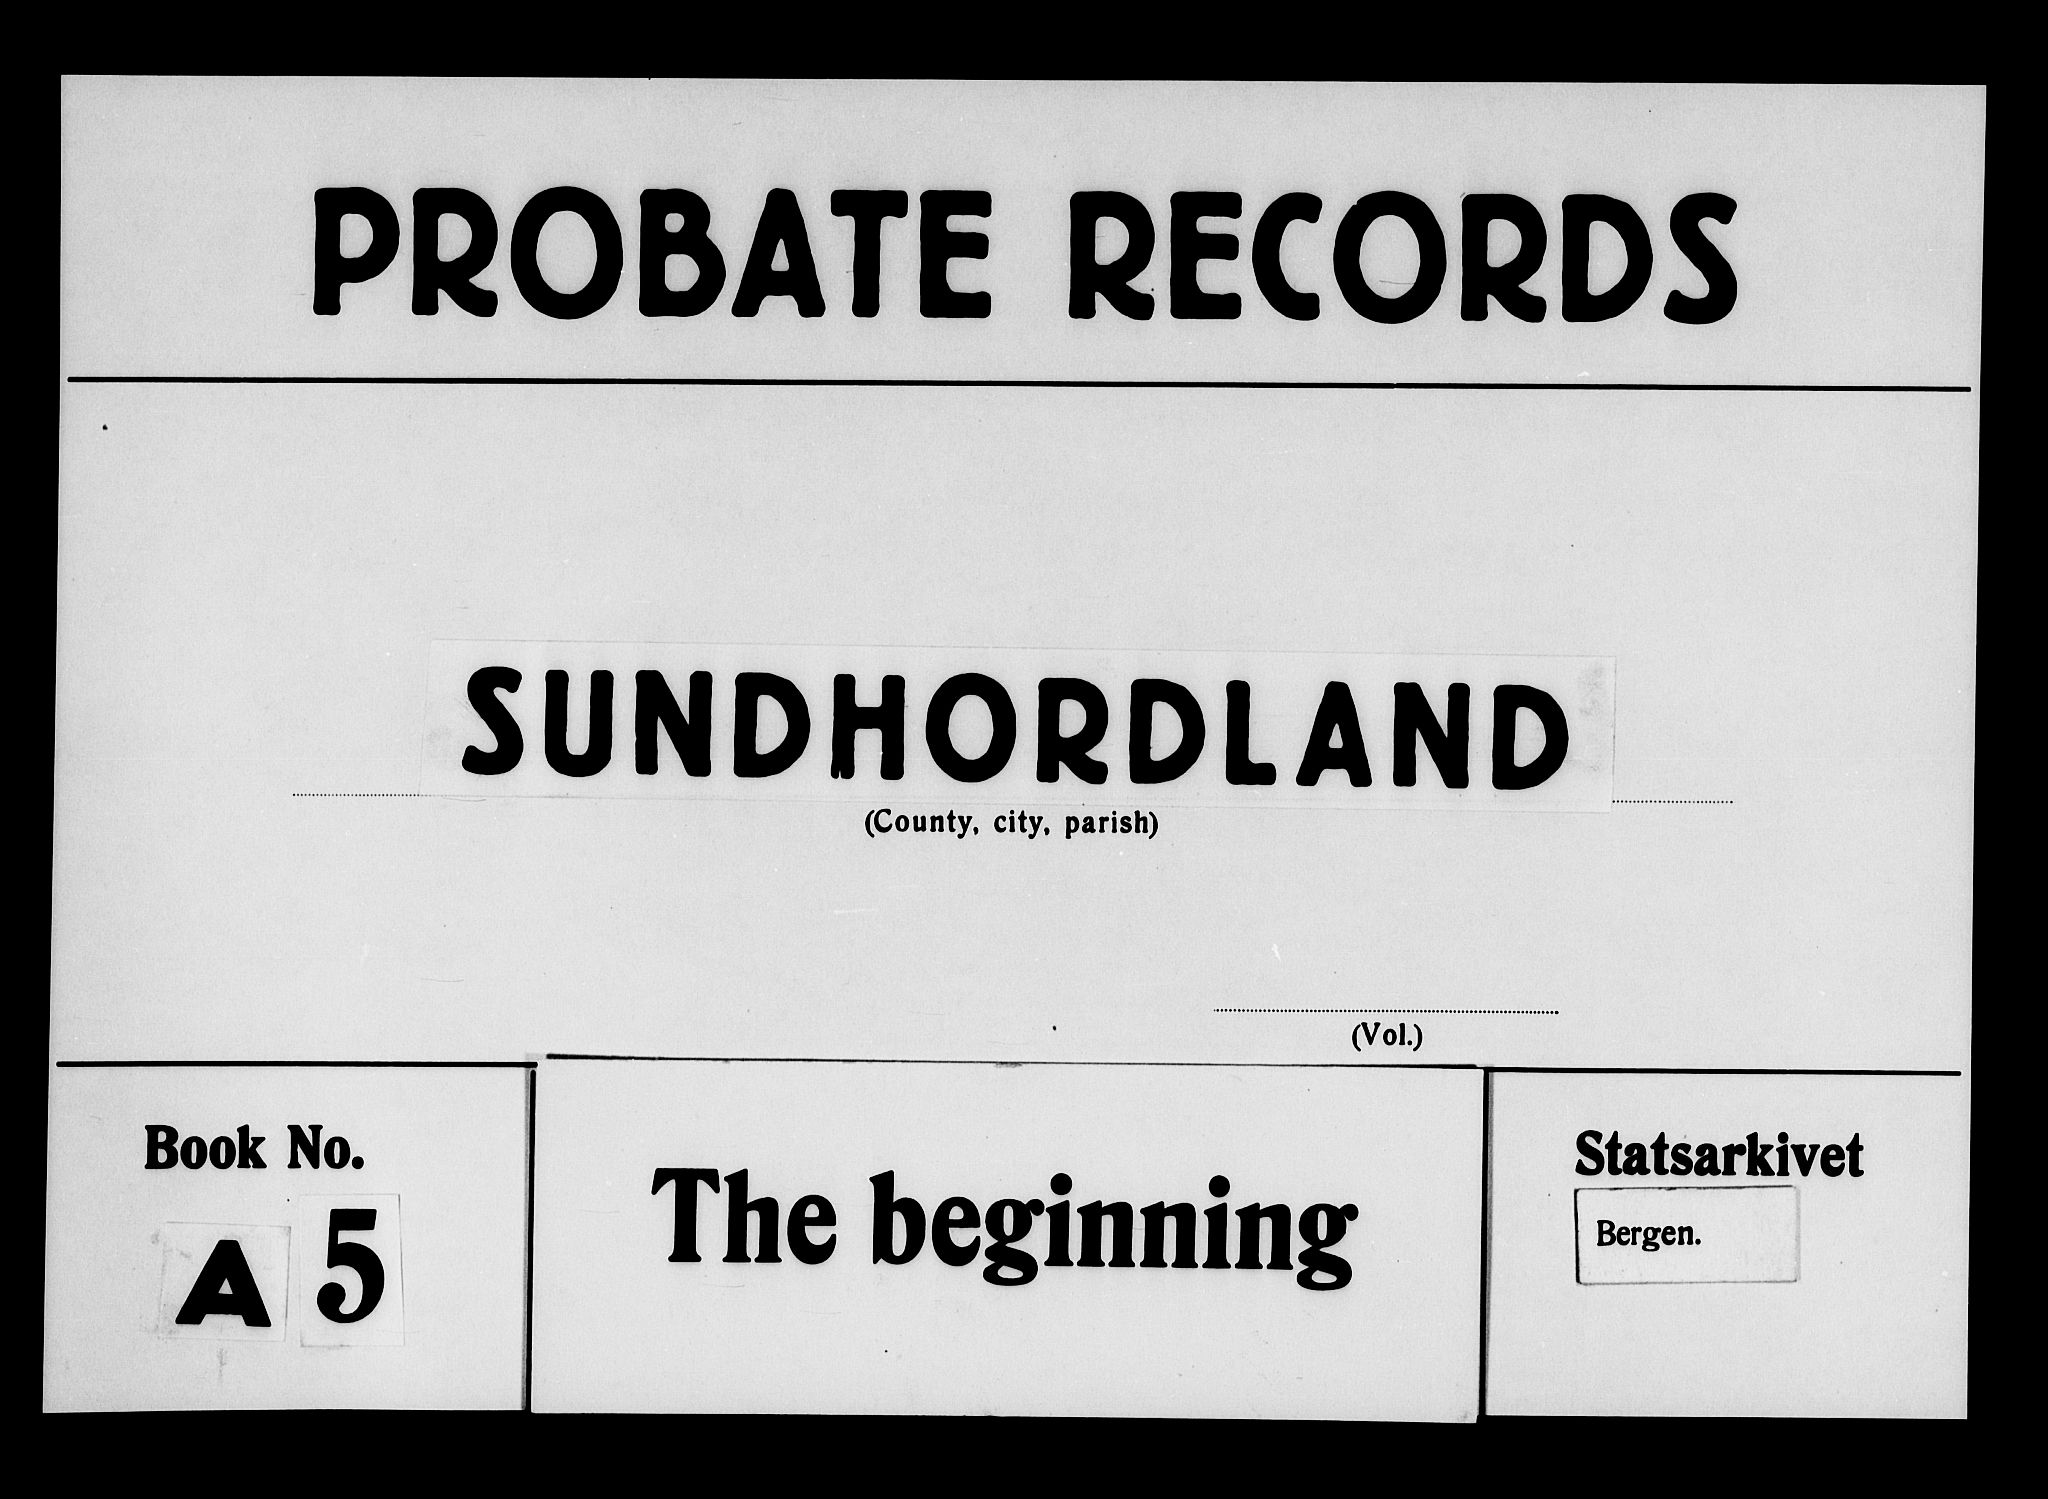 PROBATE RECORDS
SUNDHORDLAND
(County, city, parish)
(Vol.)
Book No.
A 5
The beginning
Statsarkivet
Bergen.